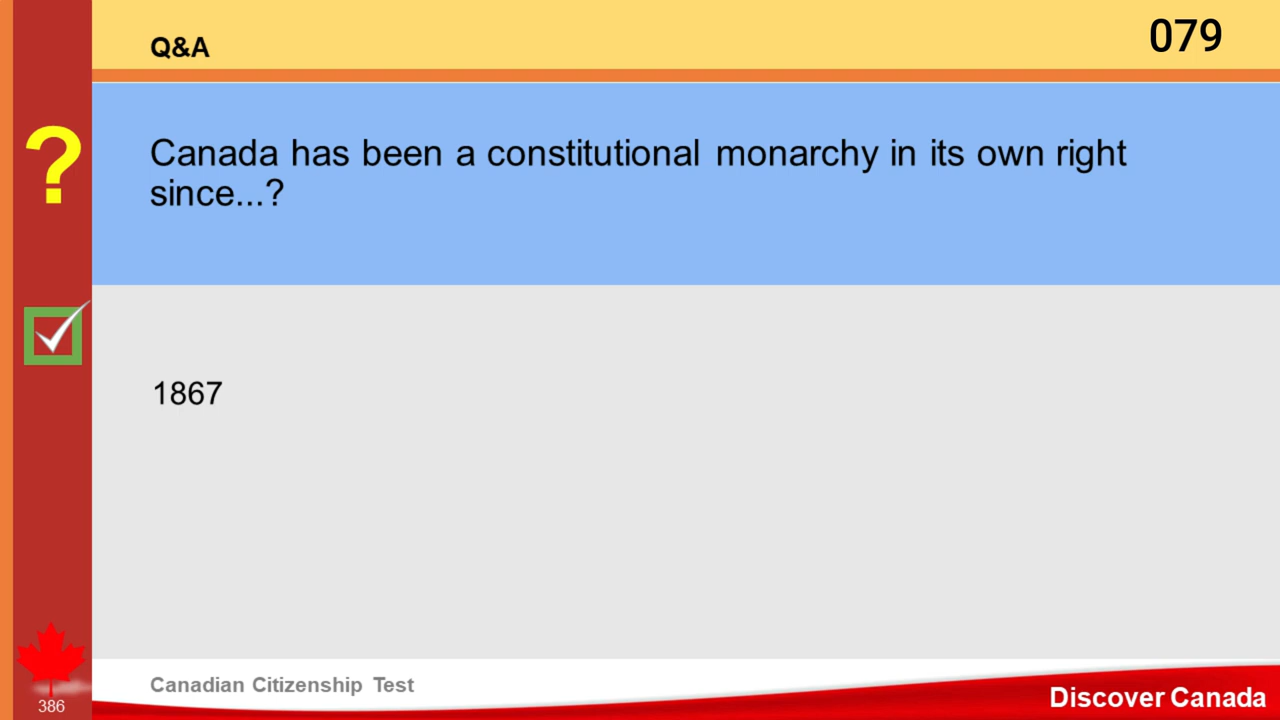 Q&A
079
?
Canada has been a constitutional monarchy in its own right
since...?
1867
386
Canadian Citizenship Test
Discover Canada